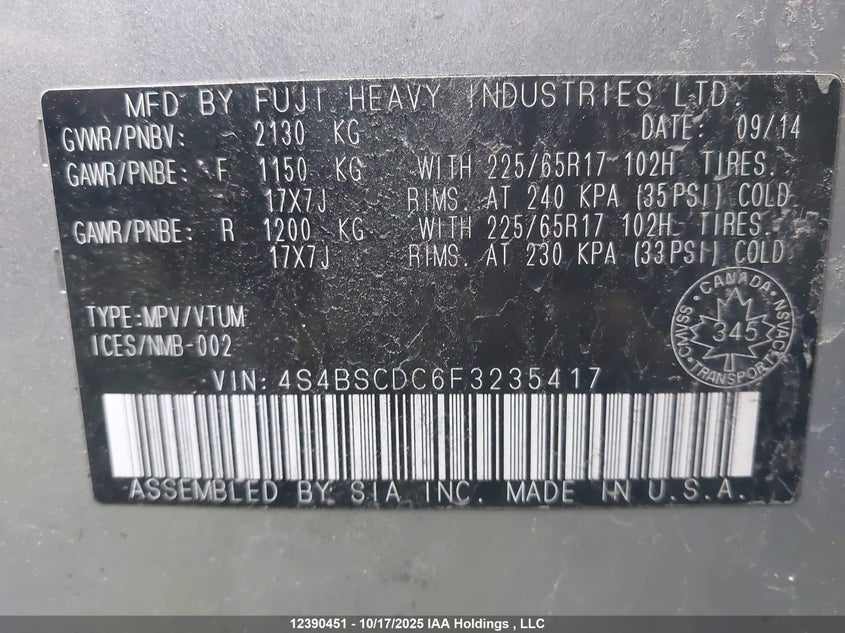 MFD BY FUJI HEAVY INDUSTRIES LTD.
GVWR/PNBV: 2130 KG DATE: 09/14
GAWR/PNBE: F 1150 KG WITH 225/65R17 102H TIRES.
17X7J RIMS. AT 240 KPA (35PSI) COLD
GAWR/PNBE: R 1200 KG WITH 225/65R17 102H TIRES.
17X7J RIMS. AT 230 KPA (33PSI) COLD
TYPE:MPV/VTUM
ICES/NMB-002
CANADA
CMVSS 345 NSVAC
TRANSPORT
VIN: 4S4BSCDC6F3235417
ASSEMBLED BY SIA INC. MADE IN U.S.A.
12390451 - 10/17/2025 IAA Holdings , LLC